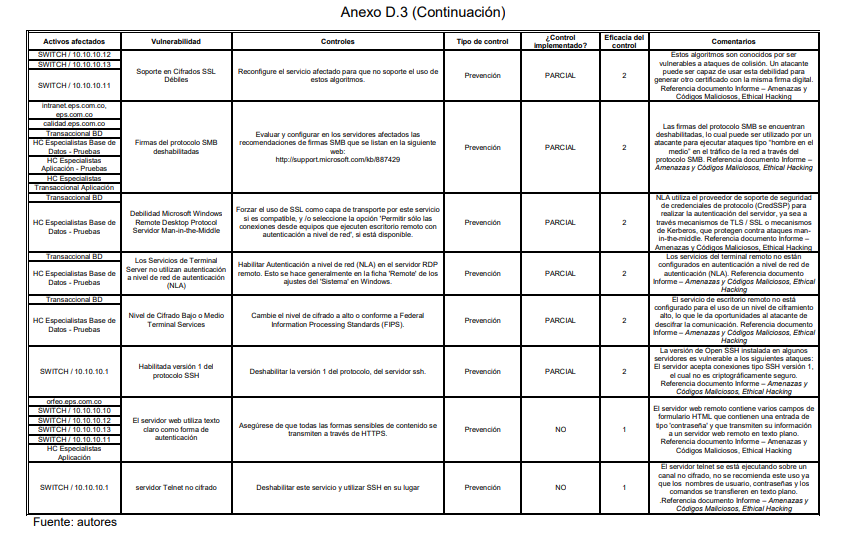 Anexo D.3 (Continuación)
Activos afectados
Vulnerabilidad
Controles
Tipo de control
¿Control
implementado?
Eficacia del
control
Comentarios
SWITCH / 10.10.10.12
SWITCH / 10.10.10.13
SWITCH / 10.10.10.11
Soporte en Cifrados SSL
Débiles
Reconfigure el servicio afectado para que no soporte el uso de
estos algoritmos.
Prevención
PARCIAL
2
Estos algoritmos son conocidos por ser
vulnerables a ataques de colisión. Un atacante
puede ser capaz de usar esta debilidad para
generar otro certificado con la misma firma digital.
Referencia documento Informe – Amenazas y
Códigos Maliciosos, Ethical Hacking
intranet.eps.com.co,
eps.com.co
calidad.eps.com.co
Transaccional BD
HC Especialistas Base de
Datos - Pruebas
HC Especialistas
Aplicación - Pruebas
HC Especialistas
Transaccional Aplicación
Firmas del protocolo SMB
deshabilitadas
Evaluar y configurar en los servidores afectados las
recomendaciones de firmas SMB que se listan en la siguiente
web:
http://support.microsoft.com/kb/887429
Prevención
PARCIAL
2
Las firmas del protocolo SMB se encuentran
deshabilitadas, lo cual puede ser utilizado por un
atacante para ejecutar ataques tipo "hombre en el
medio" en el tráfico de la red a través del
protocolo SMB. Referencia documento Informe –
Amenazas y Códigos Maliciosos, Ethical Hacking
Transaccional BD
HC Especialistas Base de
Datos - Pruebas
Debilidad Microsoft Windows
Remote Desktop Protocol
Servidor Man-in-the-Middle
Forzar el uso de SSL como capa de transporte por este servicio
si es compatible, y /o seleccione la opción 'Permitir sólo las
conexiones desde equipos que ejecuten escritorio remoto con
autenticación a nivel de red', si está disponible.
Prevención
PARCIAL
2
NLA utiliza el proveedor de soporte de seguridad
de credenciales de protocolo (CredSSP) para
realizar la autenticación del servidor, ya sea a
través mecanismos de TLS / SSL o mecanismos
de Kerberos, que protegen contra ataques man-
in-the-middle. Referencia documento Informe –
Amenazas y Códigos Maliciosos, Ethical Hacking
Transaccional BD
HC Especialistas Base de
Datos - Pruebas
Los Servicios de Terminal
Server no utilizan autenticación
a nivel de red de autenticación
(NLA)
Habilitar Autenticación a nivel de red (NLA) en el servidor RDP
remoto. Esto se hace generalmente en la ficha 'Remote' de los
ajustes del 'Sistema' en Windows.
Prevención
PARCIAL
2
Los servicios del terminal remoto no están
configurados en autenticación a nivel de red de
autenticación (NLA). Referencia documento
Informe – Amenazas y Códigos Maliciosos, Ethical
Hacking
Transaccional BD
HC Especialistas Base de
Datos - Pruebas
Nivel de Cifrado Bajo o Medio
Terminal Services
Cambie el nivel de cifrado a alto o conforme a Federal
Information Processing Standards (FIPS).
Prevención
PARCIAL
2
El servicio de escritorio remoto no está
configurado para el uso de un nivel de ciframiento
alto, lo que le da oportunidades al atacante de
descifrar la comunicación. Referencia documento
Informe – Amenazas y Códigos Maliciosos, Ethical
Hacking
SWITCH / 10.10.10.1
Habilitada versión 1 del
protocolo SSH
Deshabilitar la versión 1 del protocolo, del servidor ssh.
Prevención
PARCIAL
2
La versión de Open SSH instalada en algunos
servidores es vulnerable a los siguientes ataques:
El servidor acepta conexiones tipo SSH versión 1,
el cual no es criptográficamente seguro.
Referencia documento Informe – Amenazas y
Códigos Maliciosos, Ethical Hacking
orfeo.eps.com.co
SWITCH / 10.10.10.10
SWITCH / 10.10.10.12
SWITCH / 10.10.10.13
SWITCH / 10.10.10.11
HC Especialistas
Aplicación
El servidor web utiliza texto
claro como forma de
autenticación
Asegúrese de que todas las formas sensibles de contenido se
transmiten a través de HTTPS.
Prevención
NO
1
El servidor web remoto contiene varios campos de
formulario HTML que contienen una entrada de
tipo 'contraseña' y que transmiten su información
a un servidor web remoto en texto plano.
Referencia documento Informe – Amenazas y
Códigos Maliciosos, Ethical Hacking
SWITCH / 10.10.10.1
servidor Telnet no cifrado
Deshabilitar este servicio y utilizar SSH en su lugar
Prevención
NO
1
El servidor telnet se está ejecutando sobre un
canal no cifrado, no se recomienda este uso ya
que los nombres de usuario, contraseñas y los
comandos se transfieren en texto plano.
.Referencia documento Informe – Amenazas y
Códigos Maliciosos, Ethical Hacking
Fuente: autores